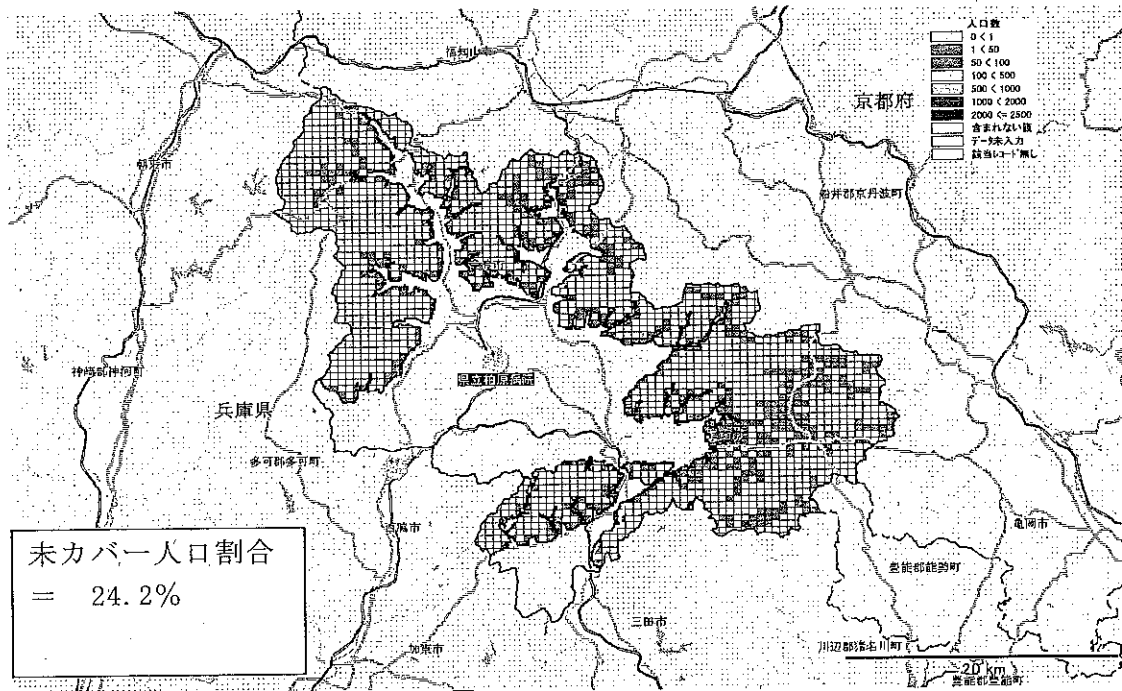 人口数
0 < 1
1 < 50
50 < 100
100 < 500
500 < 1000
1000 < 2000
2000 <= 2500
含まれない値
データ未入力
該当レコード無し
福知山市
京都府
朝来市
船井郡京丹波町
神崎郡神河町
県立柏原病院
兵庫県
多可郡多可町
西脇市
亀岡市
未カバー人口割合
= 24.2%
豊能郡能勢町
三田市
加東市
川辺郡猪名川町
20 km
豊能郡豊能町